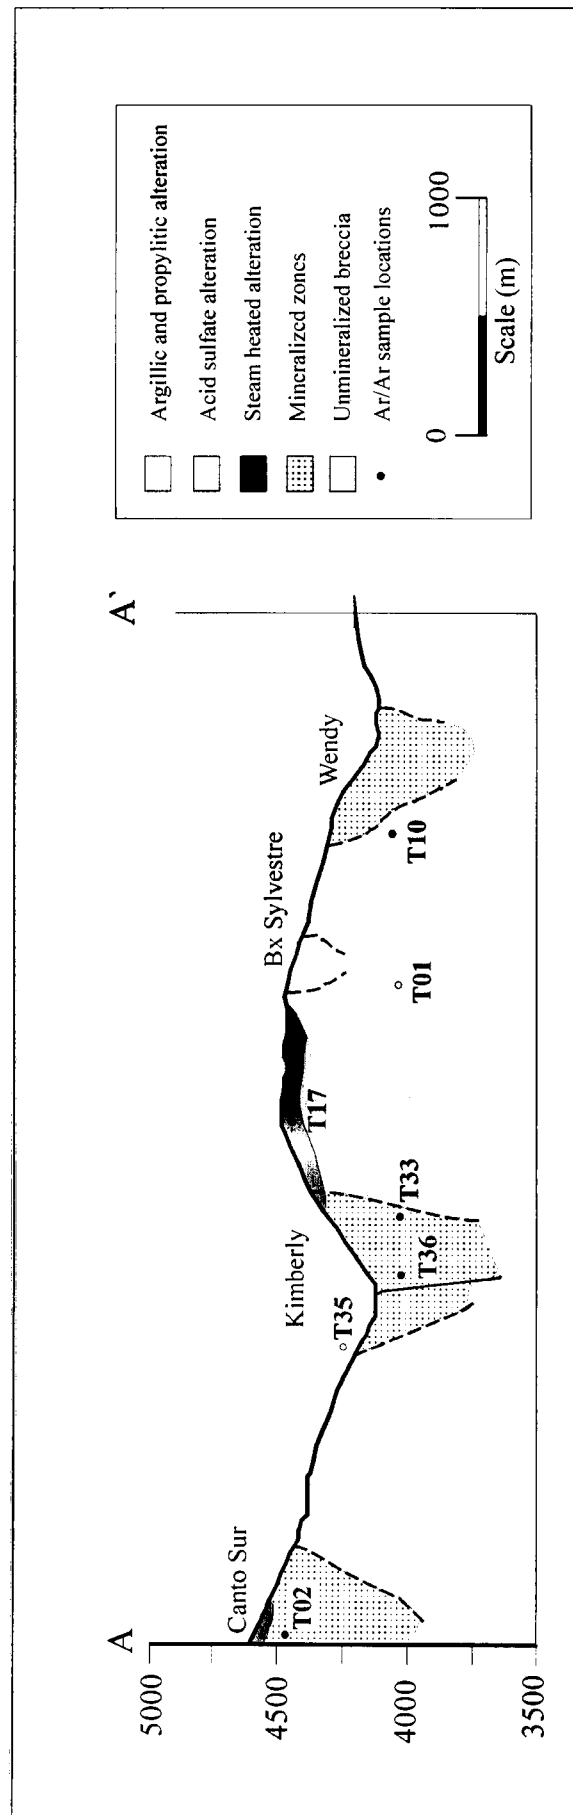 A
A`
Canto Sur
Kimberly
Bx Sylvestre
Wendy
T02
T35
T36
T33
T17
T01
T10
5000
4500
4000
3500
Argillic and propylitic alteration
Acid sulfate alteration
Steam heated alteration
Mineralized zones
Unmineralized breccia
Ar/Ar sample locations
0
1000
Scale (m)